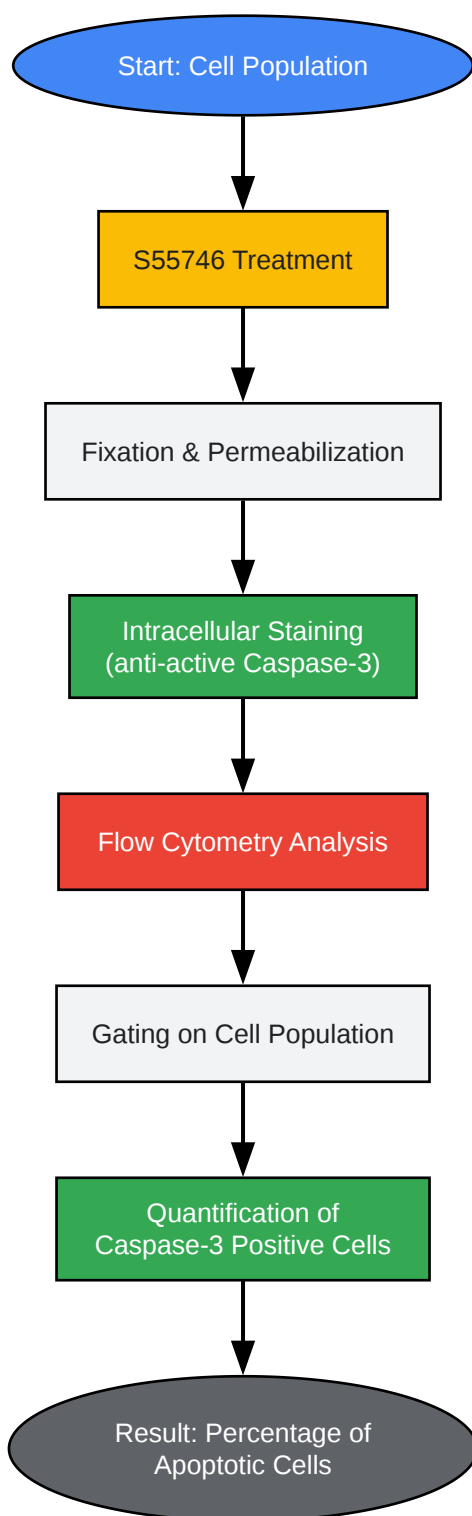 Start: Cell Population
S55746 Treatment
Fixation & Permeabilization
Intracellular Staining
(anti-active Caspase-3)
Flow Cytometry Analysis
Gating on Cell Population
Quantification of
Caspase-3 Positive Cells
Result: Percentage of
Apoptotic Cells